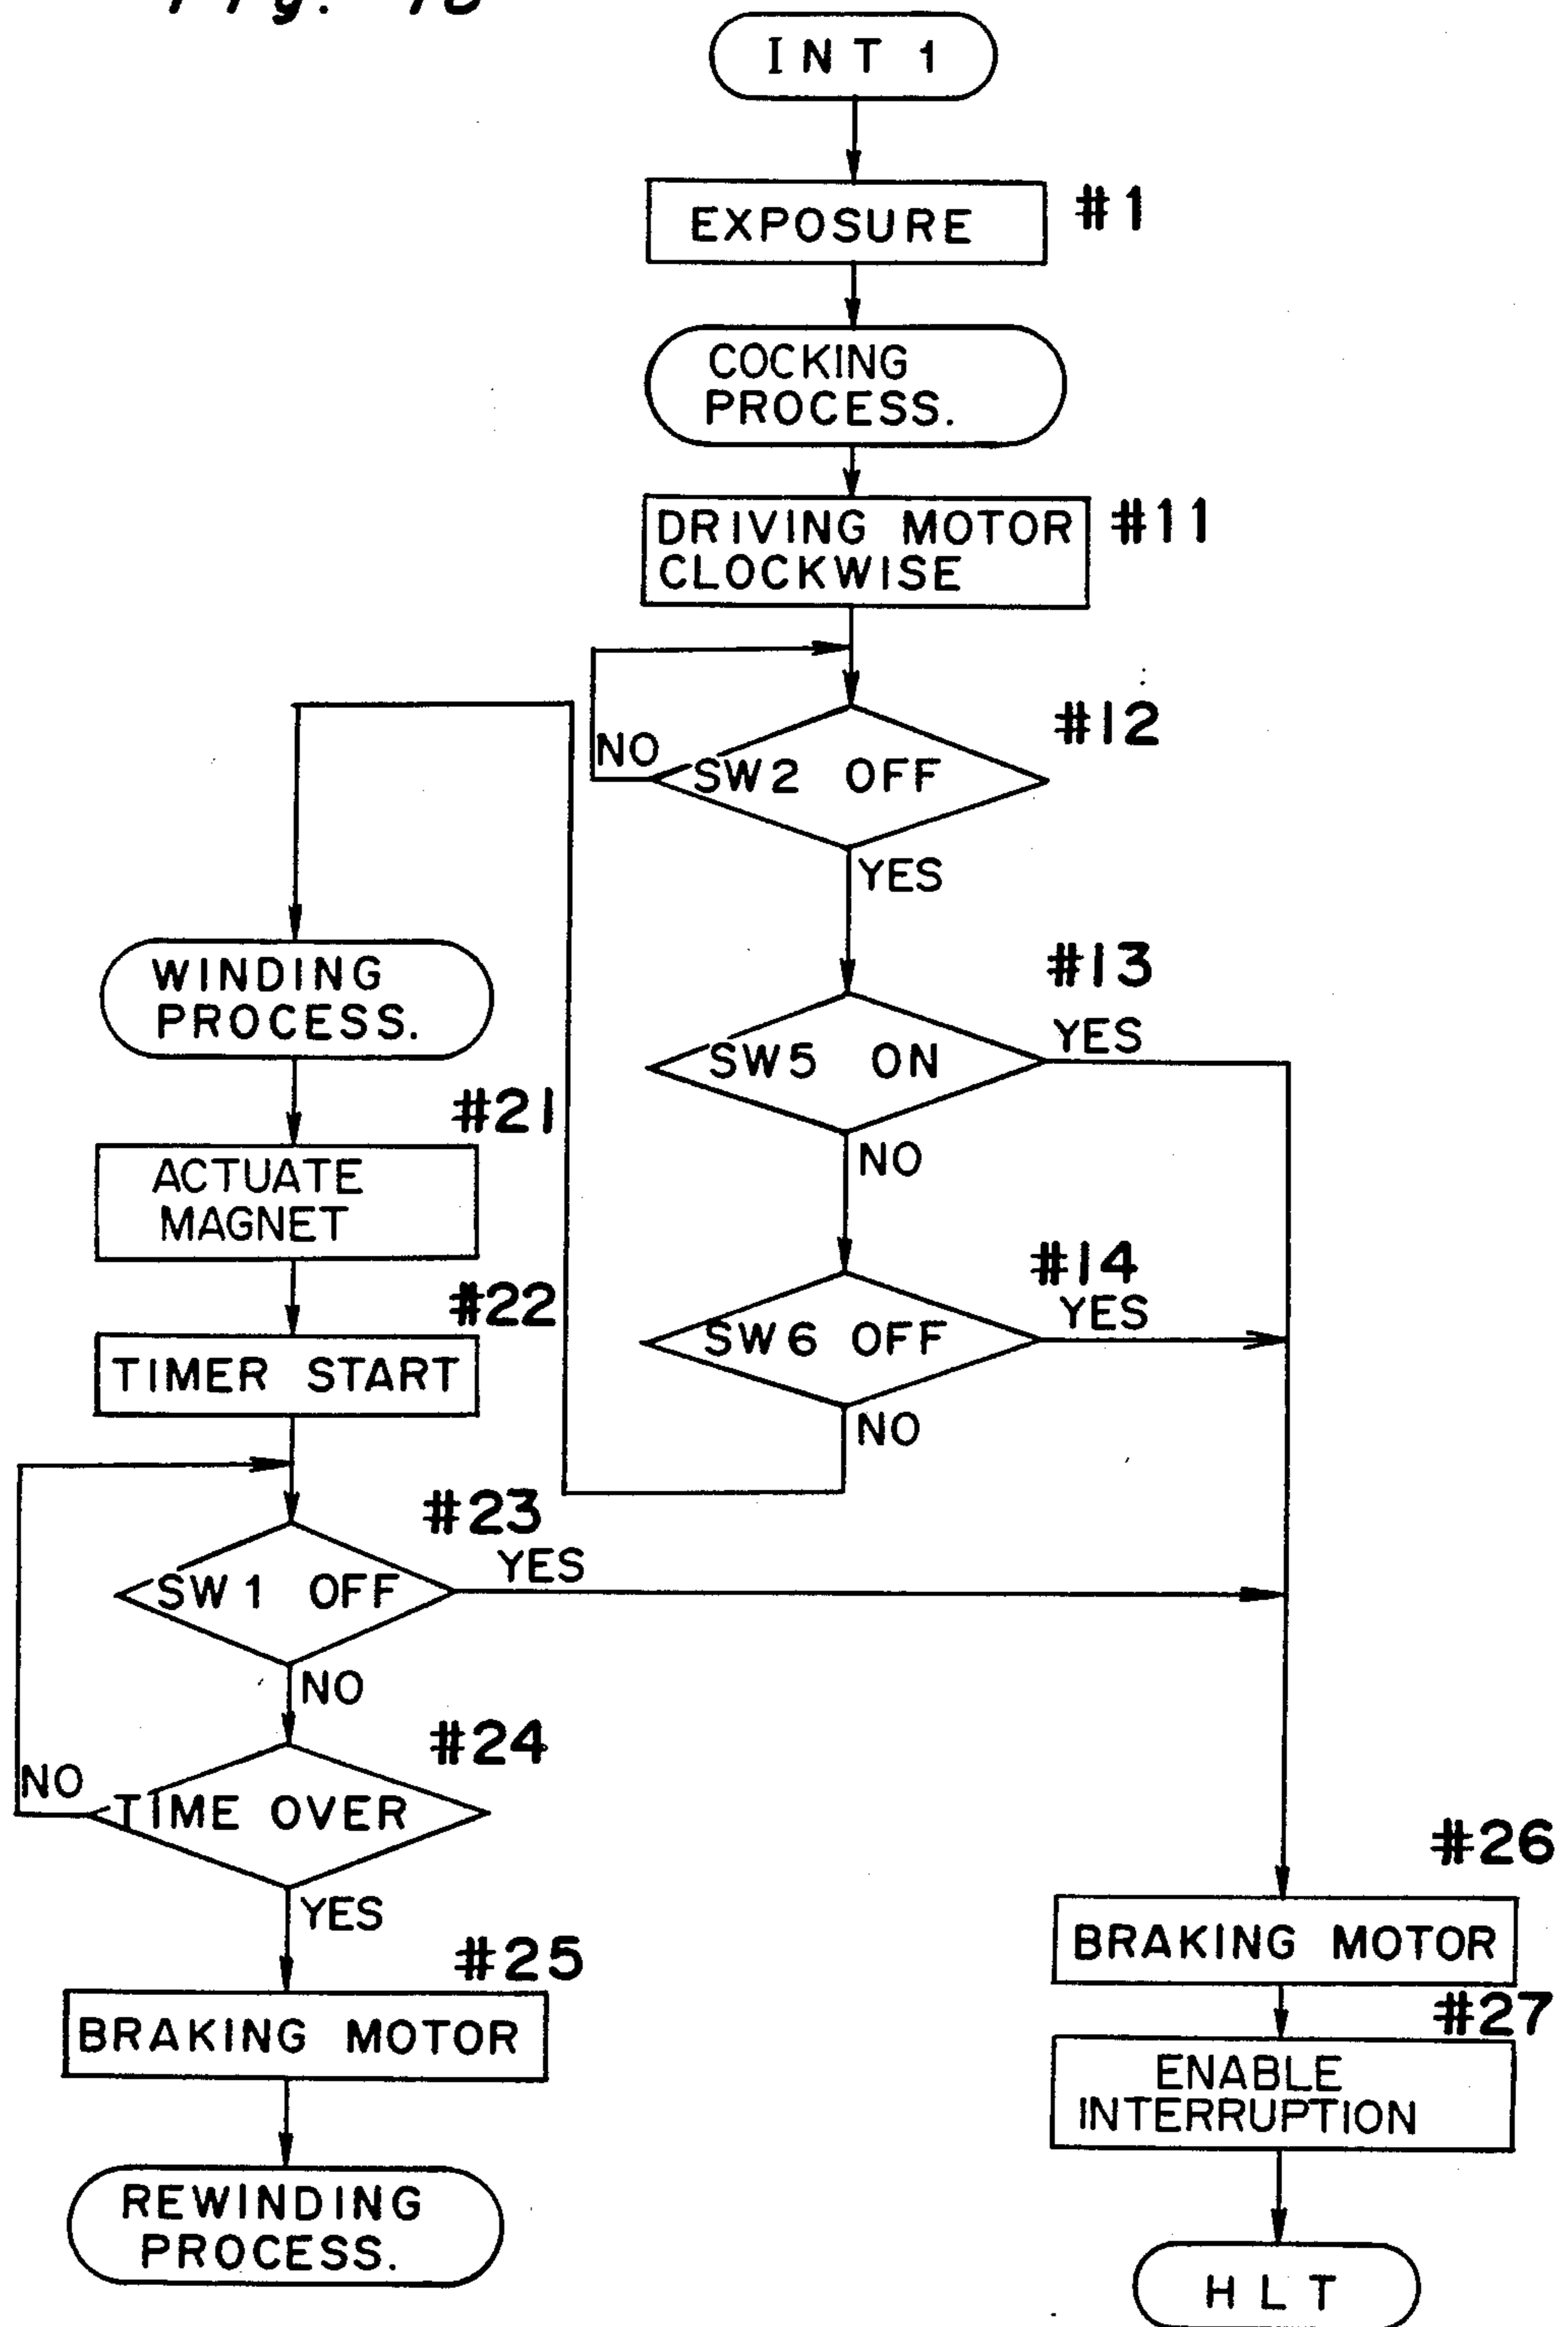 INT 1
EXPOSURE
#1
COCKING
PROCESS.
DRIVING MOTOR
CLOCKWISE
#11
#12
NO
SW2 OFF
YES
#13
YES
SW5 ON
NO
#14
YES
SW6 OFF
NO
WINDING
PROCESS.
#21
ACTUATE
MAGNET
#22
TIMER START
#23
YES
SW1 OFF
NO
#24
NO
TIME OVER
YES
#25
BRAKING MOTOR
REWINDING
PROCESS.
#26
BRAKING MOTOR
#27
ENABLE
INTERRUPTION
HLT